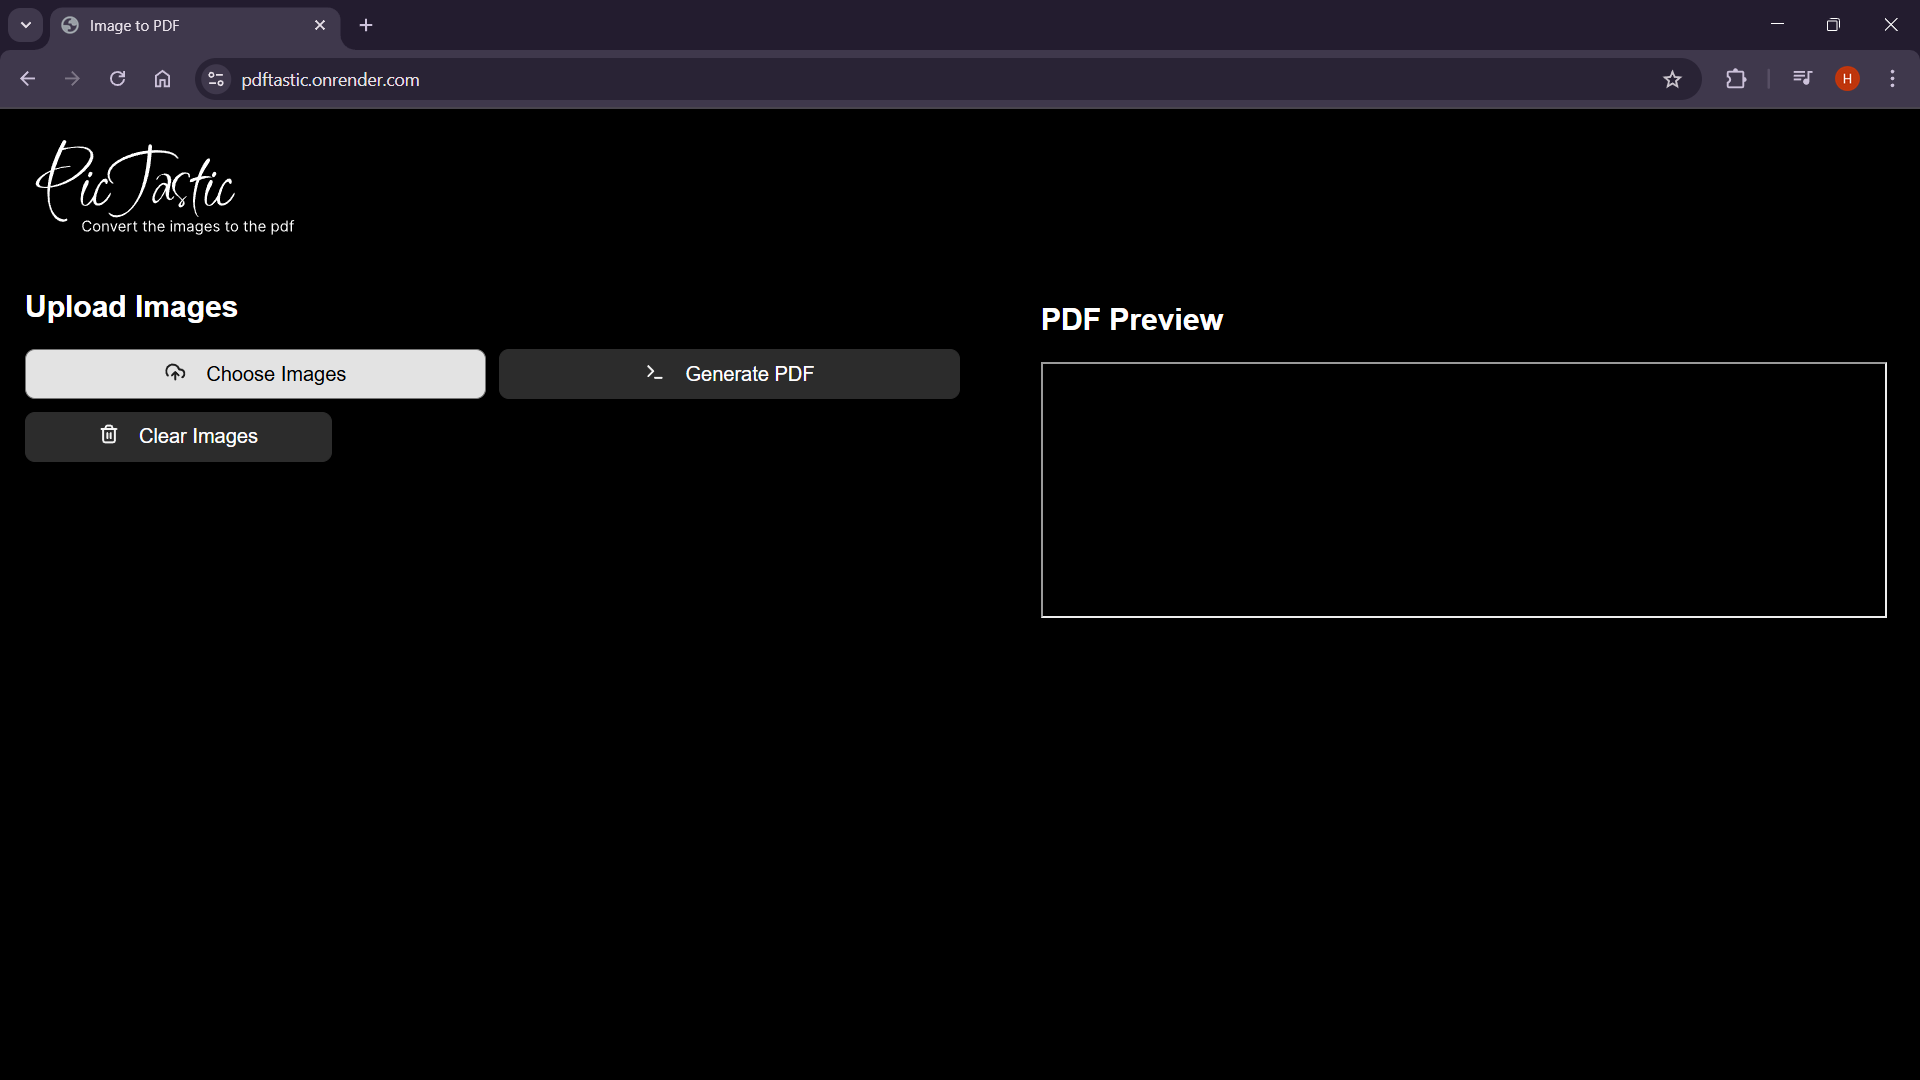 Image to PDF
pdftastic.onrender.com
H
PicTastic
Convert the images to the pdf
Upload Images
Choose Images
Generate PDF
Clear Images
PDF Preview